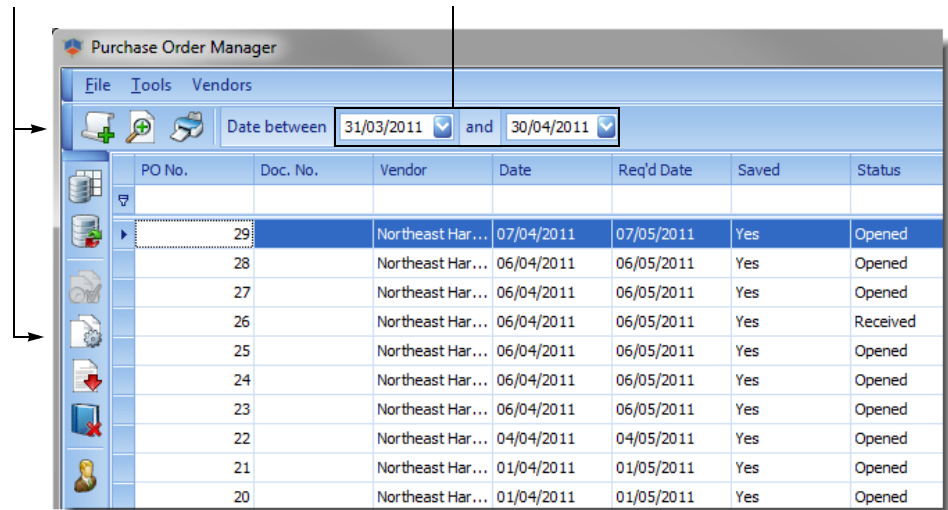 Purchase Order Manager
File Tools Vendors
Date between 31/03/2011 and 30/04/2011
PO No. Doc. No. Vendor Date Req'd Date Saved Status
29 Northeast Har... 07/04/2011 07/05/2011 Yes Opened
28 Northeast Har... 06/04/2011 06/05/2011 Yes Opened
27 Northeast Har... 06/04/2011 06/05/2011 Yes Opened
26 Northeast Har... 06/04/2011 06/05/2011 Yes Received
25 Northeast Har... 06/04/2011 06/05/2011 Yes Opened
24 Northeast Har... 06/04/2011 06/05/2011 Yes Opened
23 Northeast Har... 06/04/2011 06/05/2011 Yes Opened
22 Northeast Har... 04/04/2011 04/05/2011 Yes Opened
21 Northeast Har... 01/04/2011 01/05/2011 Yes Opened
20 Northeast Har... 01/04/2011 01/05/2011 Yes Opened